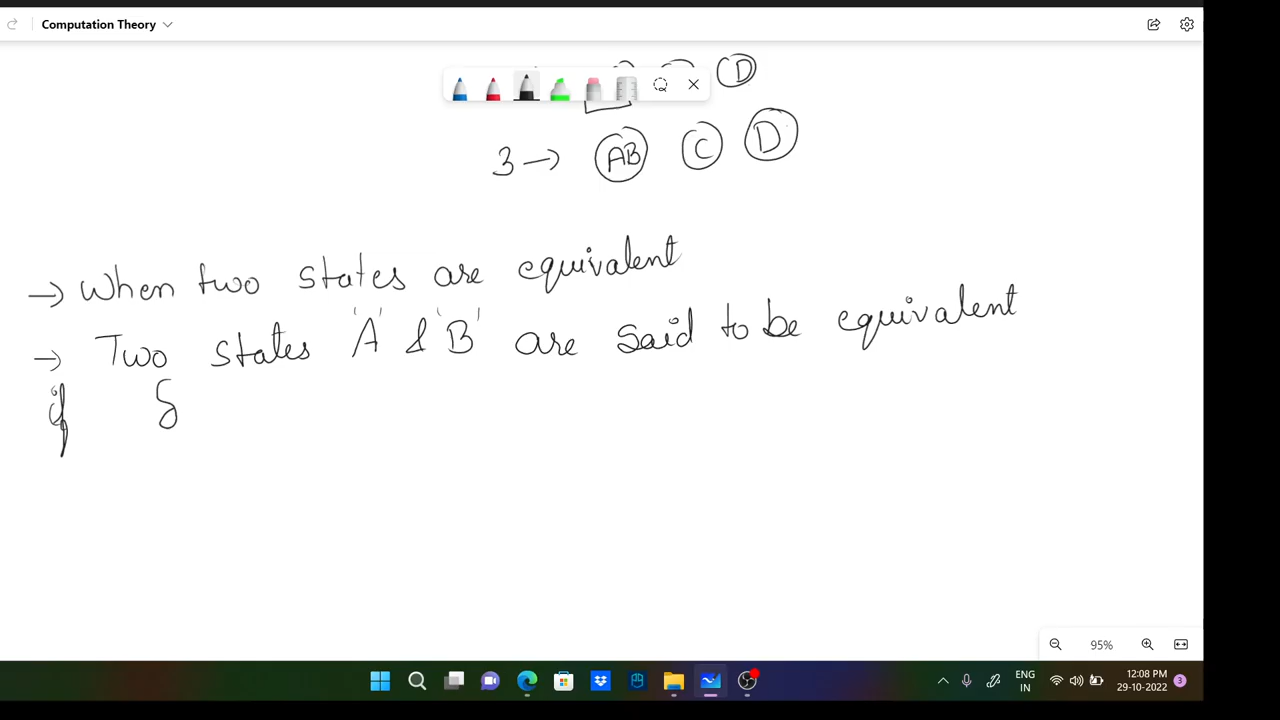 Computation Theory
D
3 → AB C D
→ When two states are equivalent
→ Two states 'A' & 'B' are said to be equivalent
if δ
95%
ENG
IN
12:08 PM
29-10-2022
3